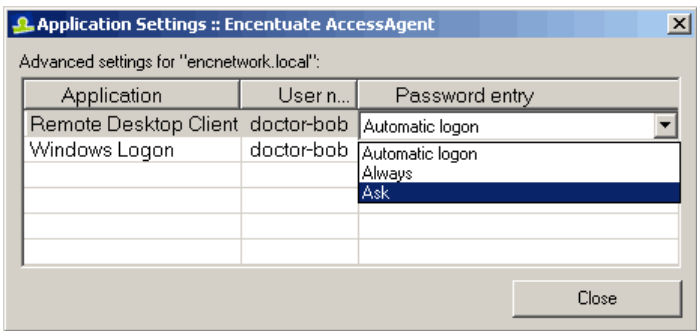 Application Settings :: Encentuate AccessAgent
Advanced settings for "encnetwork.local":
Application User n... Password entry
Remote Desktop Client doctor-bob Automatic logon
Windows Logon doctor-bob Automatic logon
Always
Ask
Close